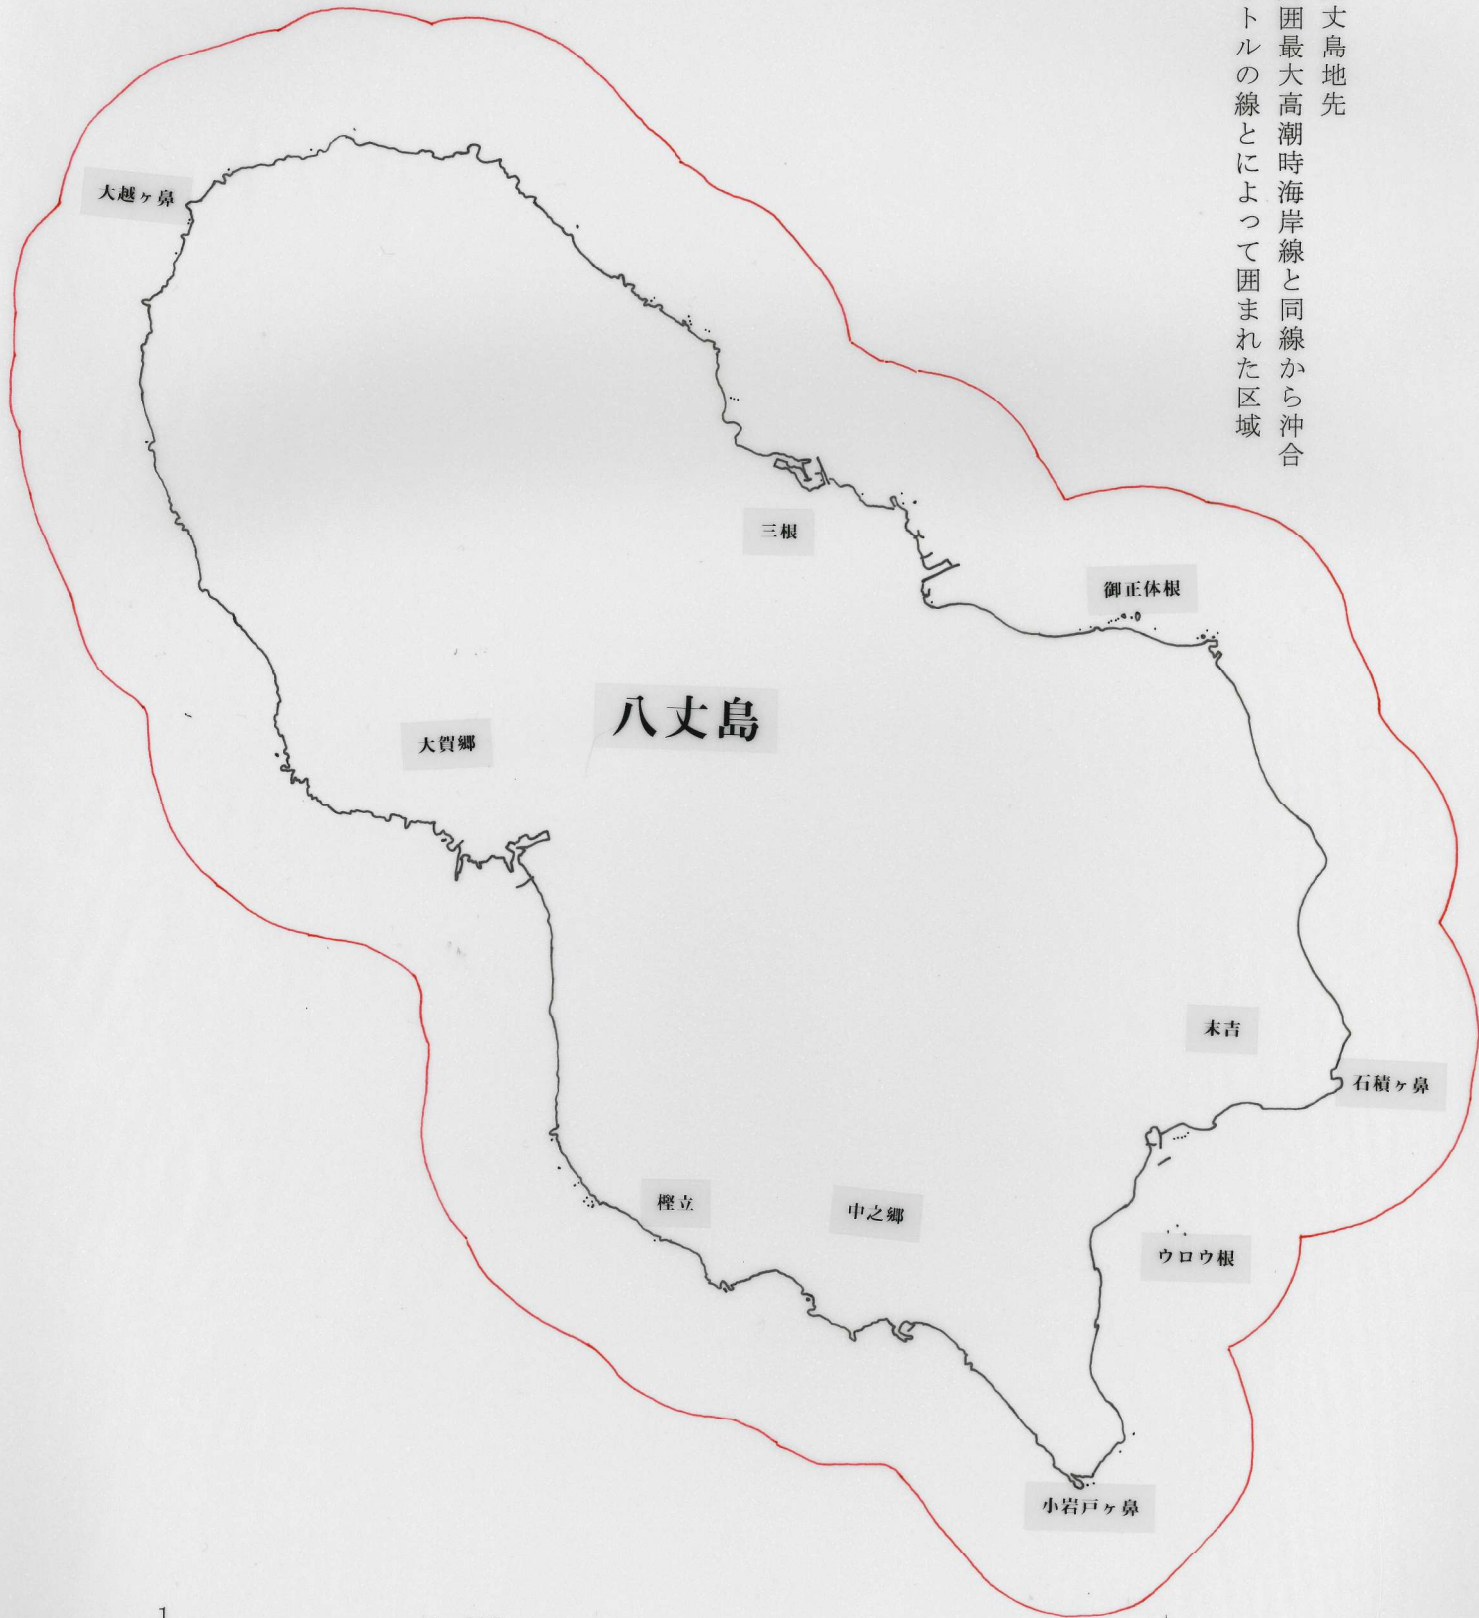 丈島地先
囲最大高潮時海岸線と同線から沖合
トルの線とによって囲まれた区域
大越ヶ鼻
三根
御正体根
八丈島
大賀郷
末吉
石積ヶ鼻
樫立
中之郷
ウロウ根
小岩戸ヶ鼻
1